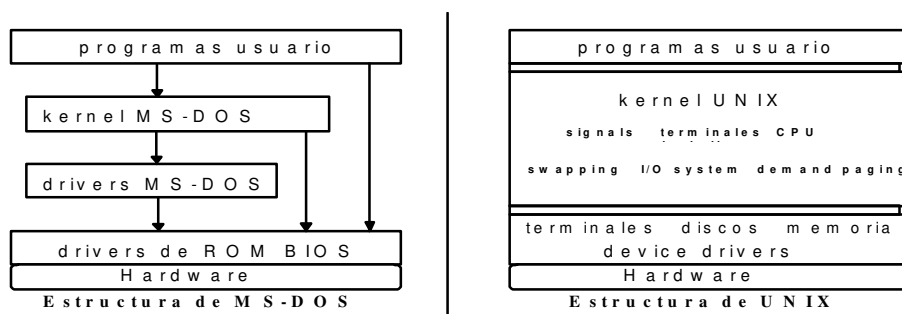 programas usuario
kernel MS-DOS
drivers MS-DOS
drivers de ROM BIOS
Hardware
Estructura de MS-DOS
programas usuario
kernel UNIX
signals terminales CPU
swapping I/O system demand paging
terminales discos memoria
device drivers
Hardware
Estructura de UNIX